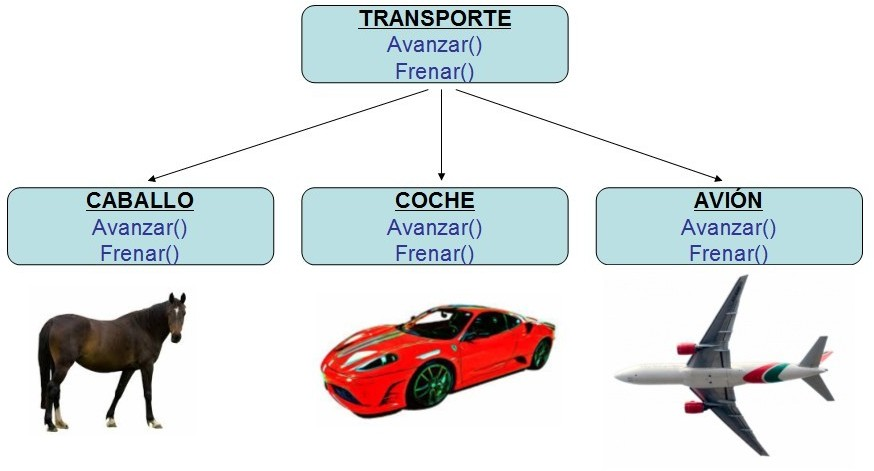 TRANSPORTE
Avanzar()
Frenar()
CABALLO
Avanzar()
Frenar()
COCHE
Avanzar()
Frenar()
AVIÓN
Avanzar()
Frenar()